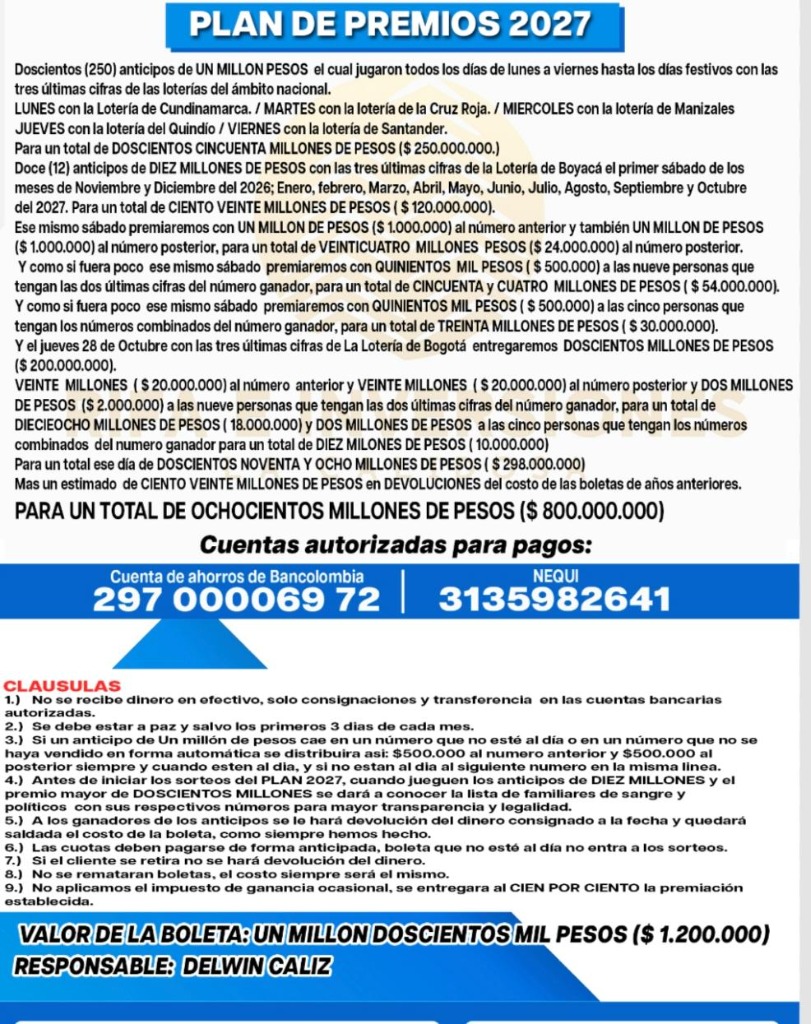 PLAN DE PREMIOS 2027
Doscientos (250) anticipos de UN MILLON PESOS el cual jugaron todos los días de lunes a viernes hasta los días festivos con las
tres últimas cifras de las loterías del ámbito nacional.
LUNES con la Lotería de Cundinamarca. / MARTES con la lotería de la Cruz Roja. / MIERCOLES con la lotería de Manizales
JUEVES con la lotería del Quindío / VIERNES con la lotería de Santander.
Para un total de DOSCIENTOS CINCUENTA MILLONES DE PESOS ($ 250.000.000.)
Doce (12) anticipos de DIEZ MILLONES DE PESOS con las tres últimas cifras de la Lotería de Boyacá el primer sábado de los
meses de Noviembre y Diciembre del 2026; Enero, febrero, Marzo, Abril, Mayo, Junio, Julio, Agosto, Septiembre y Octubre
del 2027. Para un total de CIENTO VEINTE MILLONES DE PESOS ( $ 120.000.000).
Ese mismo sábado premiaremos con UN MILLON DE PESOS ($ 1.000.000) al número anterior y también UN MILLON DE PESOS
($ 1.000.000) al número posterior, para un total de VEINTICUATRO MILLONES PESOS ($ 24.000.000) al número posterior.
Y como si fuera poco ese mismo sábado premiaremos con QUINIENTOS MIL PESOS ( $ 500.000) a las nueve personas que
tengan las dos últimas cifras del número ganador, para un total de CINCUENTA y CUATRO MILLONES DE PESOS ( $ 54.000.000).
Y como si fuera poco ese mismo sábado premiaremos con QUINIENTOS MIL PESOS ( $ 500.000) a las cinco personas que
tengan los números combinados del número ganador, para un total de TREINTA MILLONES DE PESOS ( $ 30.000.000).
Y el jueves 28 de Octubre con las tres últimas cifras de La Lotería de Bogotá entregaremos DOSCIENTOS MILLONES DE PESOS
($ 200.000.000).
VEINTE MILLONES ( $ 20.000.000) al número anterior y VEINTE MILLONES ( $ 20.000.000) al número posterior y DOS MILLONES
DE PESOS ($ 2.000.000) a las nueve personas que tengan las dos últimas cifras del número ganador, para un total de
DIECIEOCHO MILLONES DE PESOS ( 18.000.000) y DOS MILLONES DE PESOS a las cinco personas que tengan los números
combinados del numero ganador para un total de DIEZ MILONES DE PESOS ( 10.000.000)
Para un total ese día de DOSCIENTOS NOVENTA Y OCHO MILLONES DE PESOS ( $ 298.000.000)
Mas un estimado de CIENTO VEINTE MILLONES DE PESOS en DEVOLUCIONES del costo de las boletas de años anteriores.
PARA UN TOTAL DE OCHOCIENTOS MILLONES DE PESOS ($ 800.000.000)
Cuentas autorizadas para pagos:
Cuenta de ahorros de Bancolombia
297 000069 72
NEQUI
3135982641
CLAUSULAS
1.) No se recibe dinero en efectivo, solo consignaciones y transferencia en las cuentas bancarias
autorizadas.
2.) Se debe estar a paz y salvo los primeros 3 dias de cada mes.
3.) Si un anticipo de Un millón de pesos cae en un número que no esté al día o en un número que no se
haya vendido en forma automática se distribuira asi: $500.000 al numero anterior y $500.000 al
posterior siempre y cuando esten al dia, y si no estan al dia al siguiente numero en la misma linea.
4.) Antes de iniciar los sorteos del PLAN 2027, cuando jueguen los anticipos de DIEZ MILLONES y el
premio mayor de DOSCIENTOS MILLONES se dará a conocer la lista de familiares de sangre y
políticos con sus respectivos números para mayor transparencia y legalidad.
5.) A los ganadores de los anticipos se le hará devolución del dinero consignado a la fecha y quedará
saldada el costo de la boleta, como siempre hemos hecho.
6.) Las cuotas deben pagarse de forma anticipada, boleta que no esté al día no entra a los sorteos.
7.) Si el cliente se retira no se hará devolución del dinero.
8.) No se remataran boletas, el costo siempre será el mismo.
9.) No aplicamos el impuesto de ganancia ocasional, se entregara al CIEN POR CIENTO la premiación
establecida.
VALOR DE LA BOLETA: UN MILLON DOSCIENTOS MIL PESOS ($ 1.200.000)
RESPONSABLE: DELWIN CALIZ